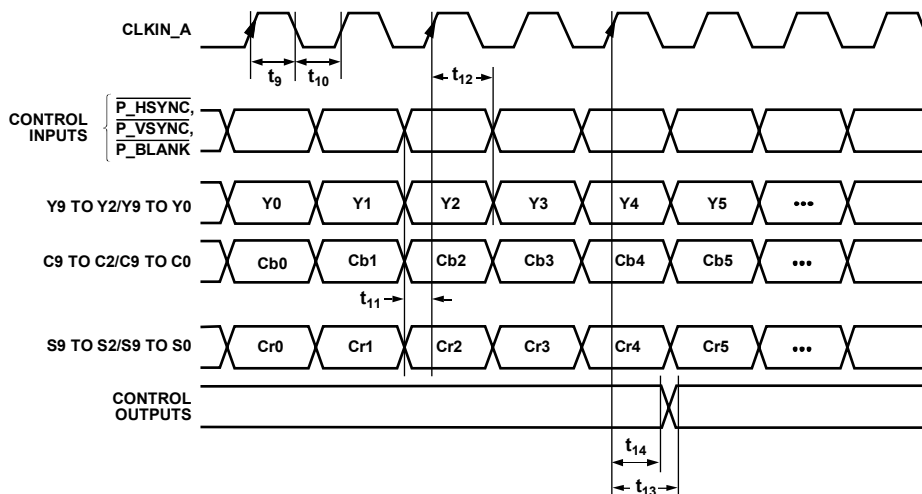 CLKIN_A
t9
t10
t12
CONTROL
INPUTS
P_HSYNC,
P_VSYNC,
P_BLANK
Y9 TO Y2/Y9 TO Y0
Y0
Y1
Y2
Y3
Y4
Y5
•••
C9 TO C2/C9 TO C0
Cb0
Cb1
Cb2
Cb3
Cb4
Cb5
•••
t11
S9 TO S2/S9 TO S0
Cr0
Cr1
Cr2
Cr3
Cr4
Cr5
•••
CONTROL
OUTPUTS
t14
t13